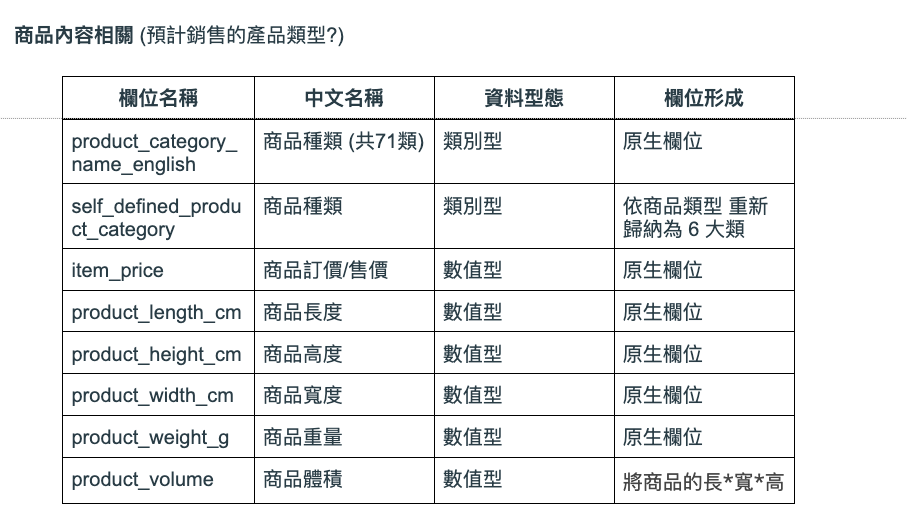 商品內容相關 (預計銷售的產品類型?)
欄位名稱 中文名稱 資料型態 欄位形成
product_category_ 商品種類 (共71類) 類別型 原生欄位
name_english
self_defined_produ 商品種類 類別型 依商品類型 重新
ct_category 歸納為 6 大類
item_price 商品訂價/售價 數值型 原生欄位
product_length_cm 商品長度 數值型 原生欄位
product_height_cm 商品高度 數值型 原生欄位
product_width_cm 商品寬度 數值型 原生欄位
product_weight_g 商品重量 數值型 原生欄位
product_volume 商品體積 數值型 將商品的長*寬*高